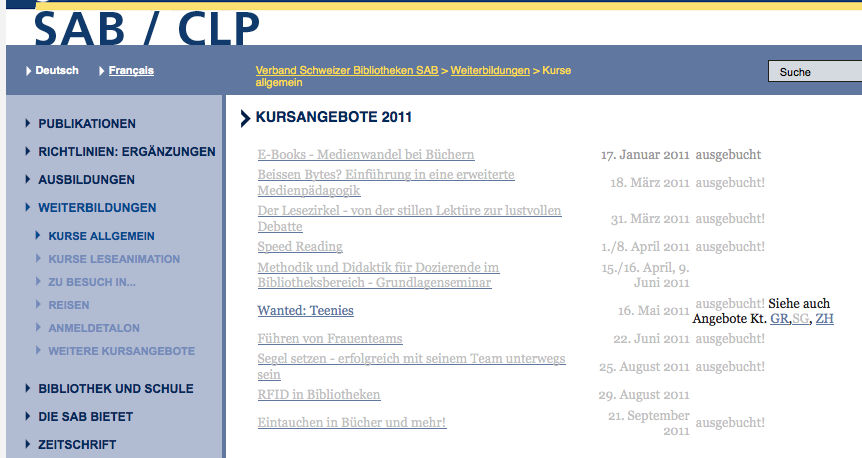 SAB / CLP
Deutsch
Français
Verband Schweizer Bibliotheken SAB > Weiterbildungen > Kurse
allgemein
Suche
PUBLIKATIONEN
RICHTLINIEN: ERGÄNZUNGEN
AUSBILDUNGEN
WEITERBILDUNGEN
KURSE ALLGEMEIN
KURSE LESEANIMATION
ZU BESUCH IN...
REISEN
ANMELDETALON
WEITERE KURSANGEBOTE
BIBLIOTHEK UND SCHULE
DIE SAB BIETET
ZEITSCHRIFT
KURSANGEBOTE 2011
E-Books - Medienwandel bei Büchern 17. Januar 2011 ausgebucht
Beissen Bytes? Einführung in eine erweiterte
Medienpädagogik 18. März 2011 ausgebucht!
Der Lesezirkel - von der stillen Lektüre zur lustvollen
Debatte 31. März 2011 ausgebucht!
Speed Reading 1./8. April 2011 ausgebucht!
Methodik und Didaktik für Dozierende im 15./16. April, 9.
Bibliotheksbereich - Grundlagenseminar Juni 2011
Wanted: Teenies 16. Mai 2011 ausgebucht! Siehe auch
Angebote Kt. GR,SG, ZH
Führen von Frauenteams 22. Juni 2011 ausgebucht!
Segel setzen - erfolgreich mit seinem Team unterwegs
sein 25. August 2011 ausgebucht!
RFID in Bibliotheken 29. August 2011
Eintauchen in Bücher und mehr! 21. September
2011 ausgebucht!